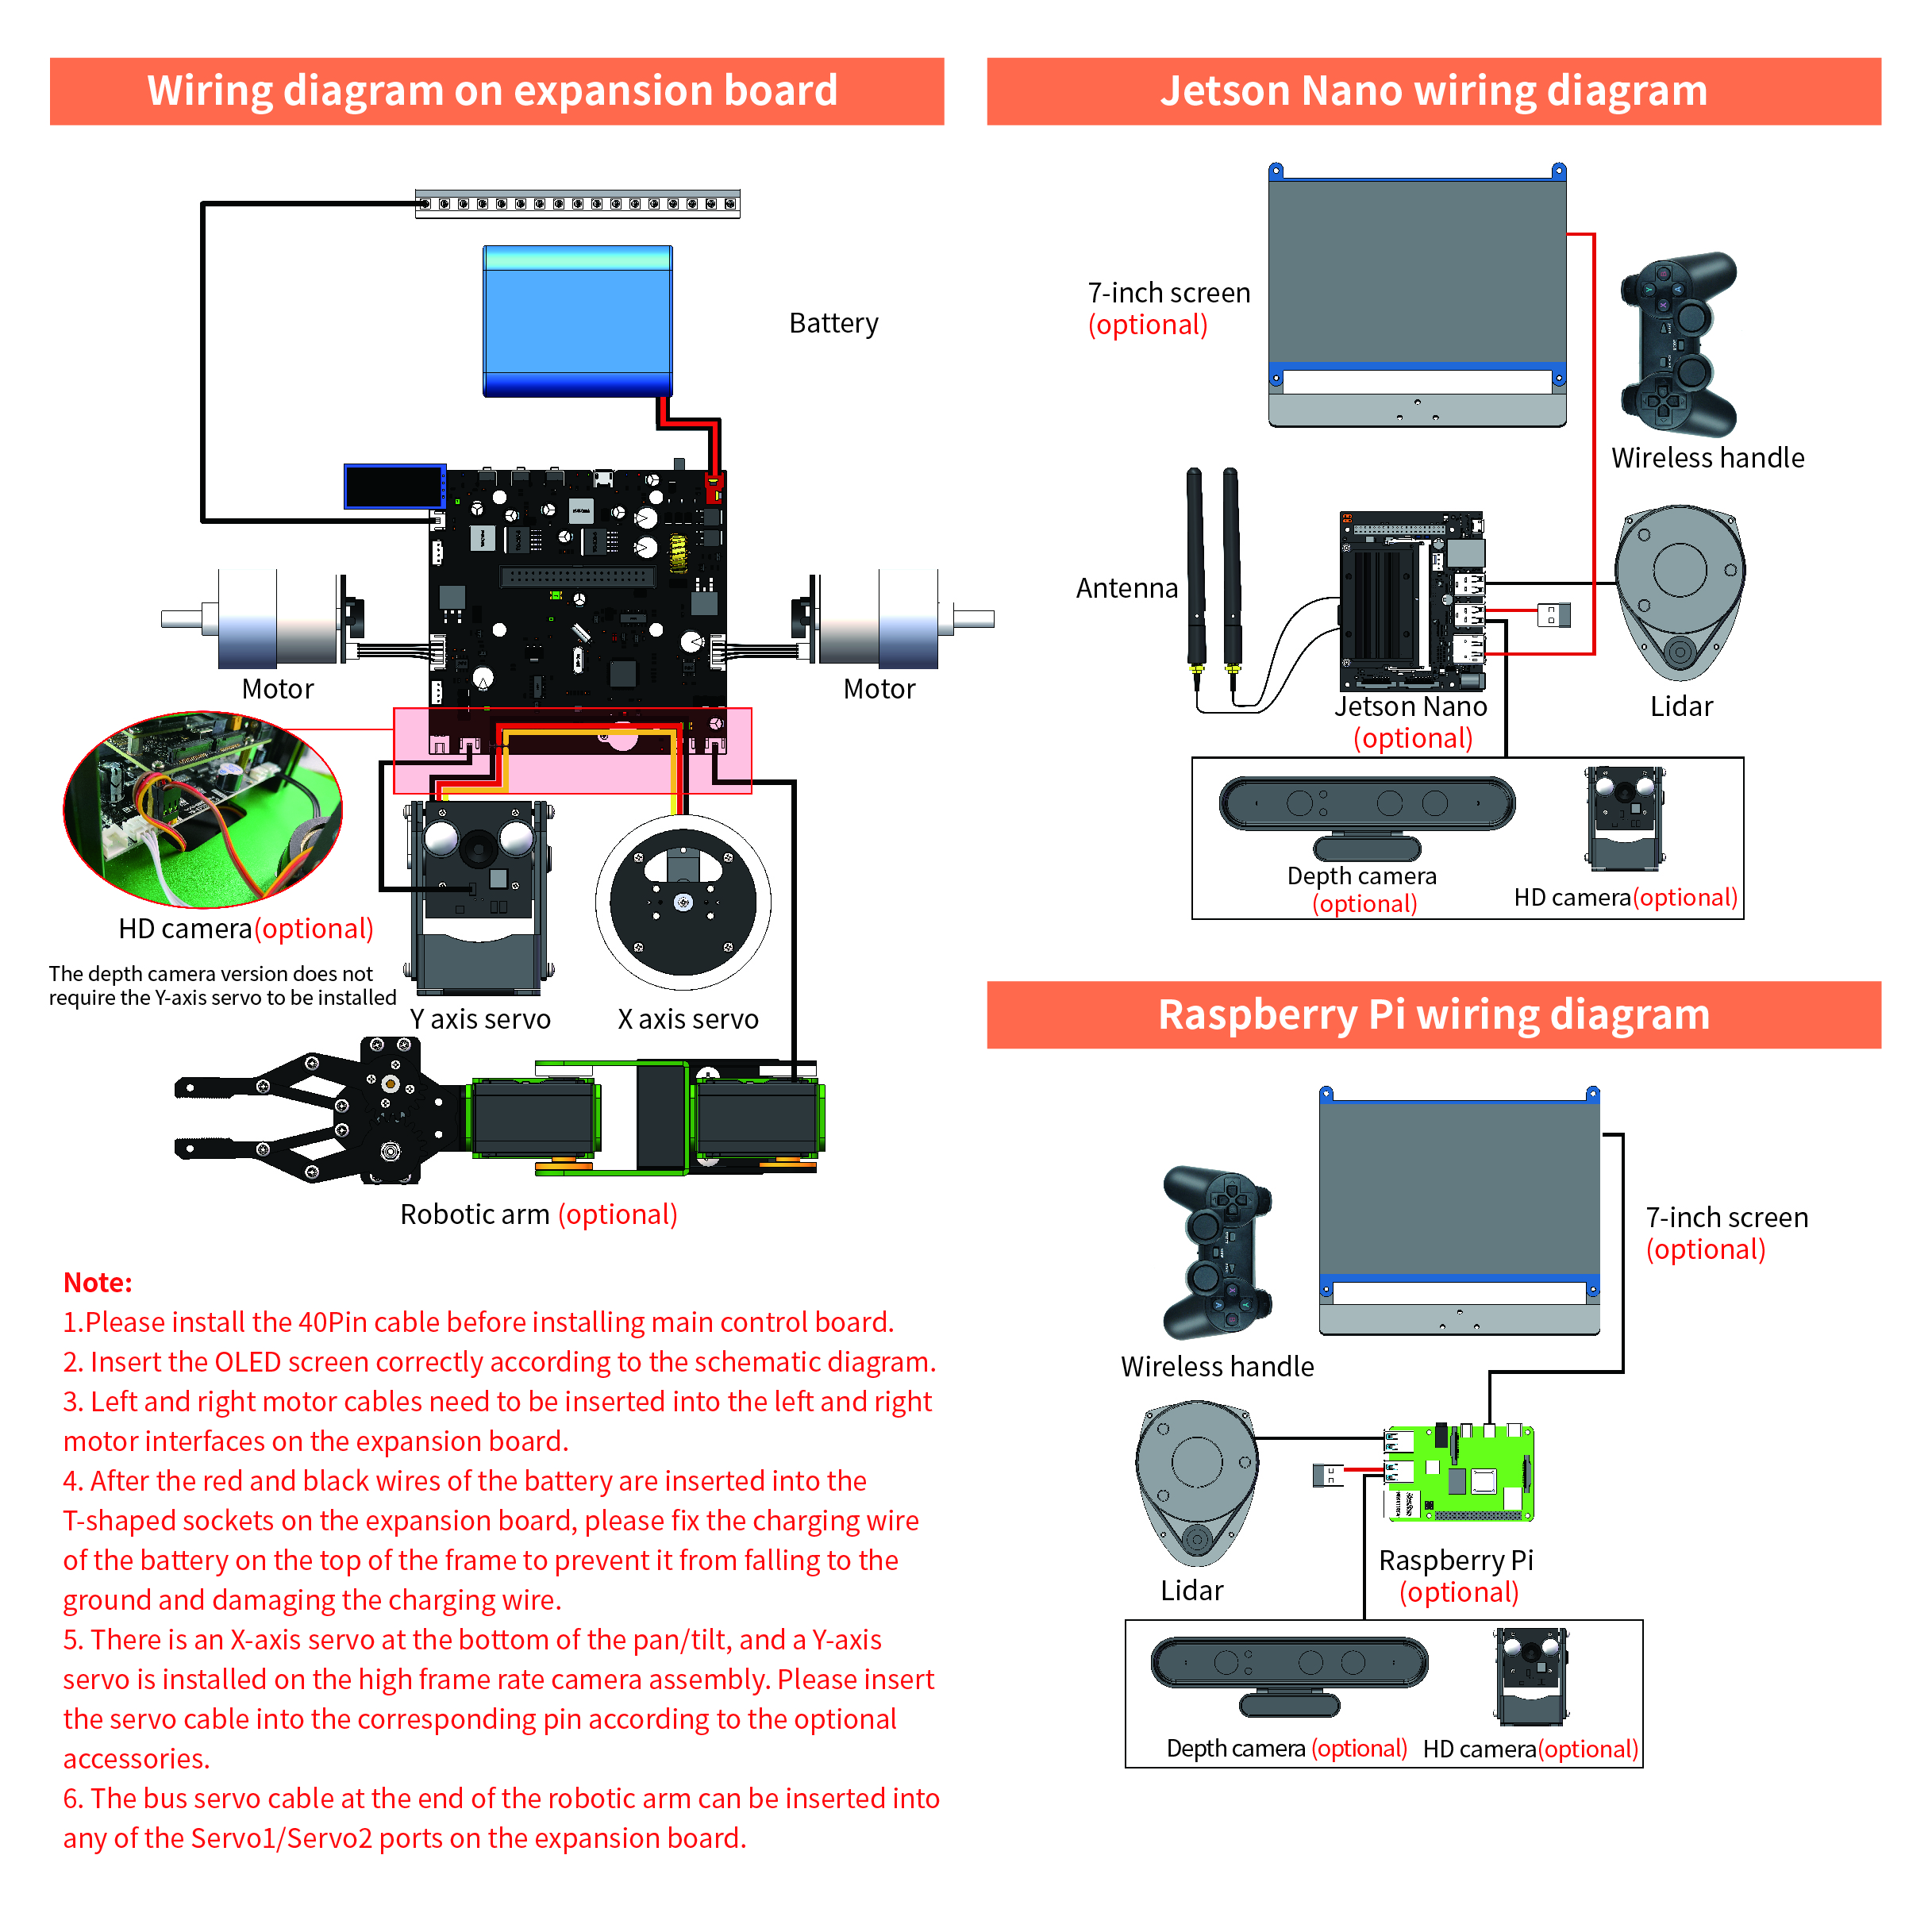 Wiring diagram on expansion board
Battery
Motor
Motor
HD camera(optional)
The depth camera version does not
require the Y-axis servo to be installed
Y axis servo
X axis servo
Robotic arm (optional)
Note:
1.Please install the 40Pin cable before installing main control board.
2. Insert the OLED screen correctly according to the schematic diagram.
3. Left and right motor cables need to be inserted into the left and right
motor interfaces on the expansion board.
4. After the red and black wires of the battery are inserted into the
T-shaped sockets on the expansion board, please fix the charging wire
of the battery on the top of the frame to prevent it from falling to the
ground and damaging the charging wire.
5. There is an X-axis servo at the bottom of the pan/tilt, and a Y-axis
servo is installed on the high frame rate camera assembly. Please insert
the servo cable into the corresponding pin according to the optional
accessories.
6. The bus servo cable at the end of the robotic arm can be inserted into
any of the Servo1/Servo2 ports on the expansion board.
Jetson Nano wiring diagram
7-inch screen
(optional)
Wireless handle
Antenna
Jetson Nano
(optional)
Lidar
Depth camera
(optional)
HD camera(optional)
Raspberry Pi wiring diagram
7-inch screen
(optional)
Wireless handle
Lidar
Raspberry Pi
(optional)
Depth camera (optional)
HD camera(optional)